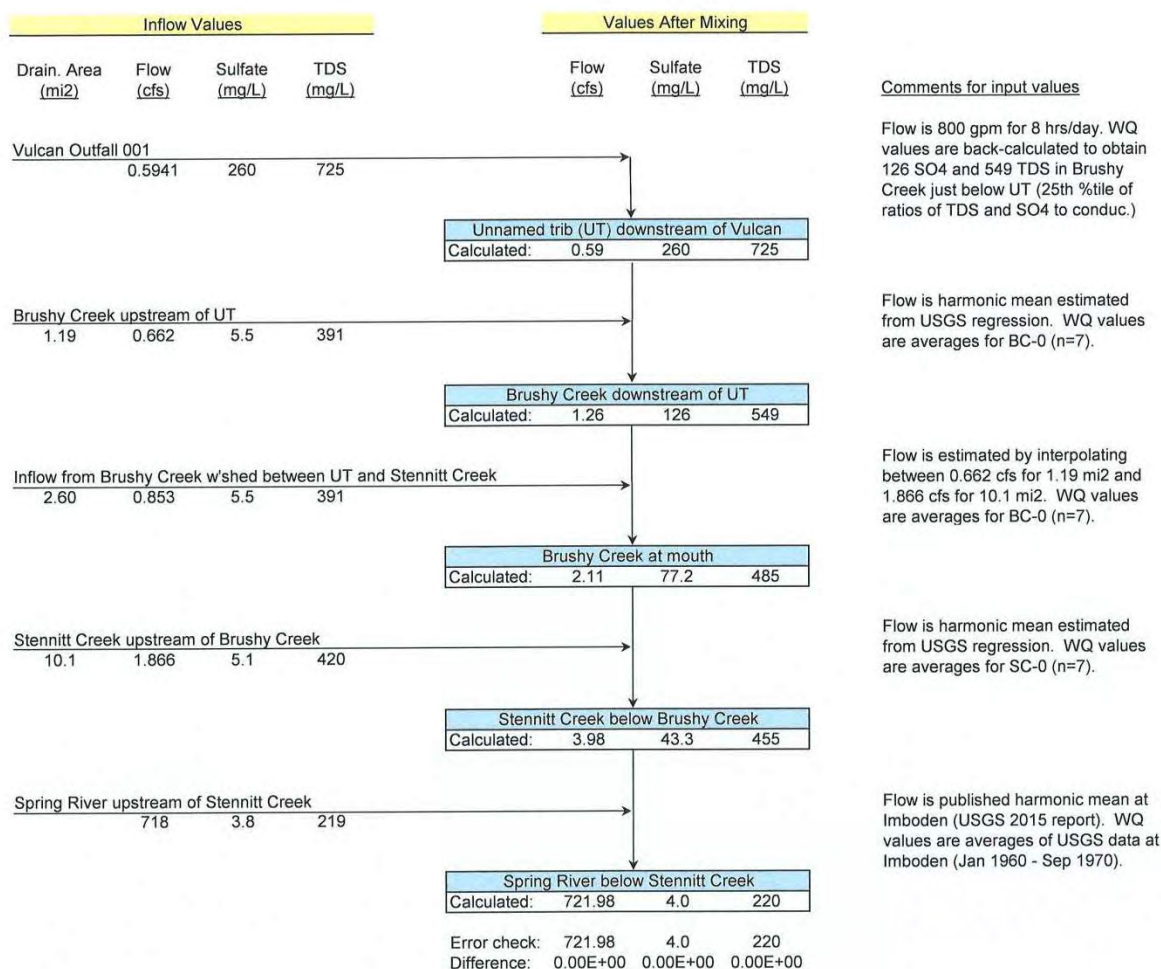 Inflow Values
Values After Mixing
Drain. Area Flow Sulfate TDS
(mi2) (cfs) (mg/L) (mg/L)
Flow Sulfate TDS
(cfs) (mg/L) (mg/L)
Comments for input values
Vulcan Outfall 001
0.5941 260 725
Flow is 800 gpm for 8 hrs/day. WQ
values are back-calculated to obtain
126 SO4 and 549 TDS in Brushy
Creek just below UT (25th %tile of
ratios of TDS and SO4 to conduc.)
Unnamed trib (UT) downstream of Vulcan
Calculated: 0.59 260 725
Brushy Creek upstream of UT
1.19 0.662 5.5 391
Flow is harmonic mean estimated
from USGS regression. WQ values
are averages for BC-0 (n=7).
Brushy Creek downstream of UT
Calculated: 1.26 126 549
Inflow from Brushy Creek w'shed between UT and Stennitt Creek
2.60 0.853 5.5 391
Flow is estimated by interpolating
between 0.662 cfs for 1.19 mi2 and
1.866 cfs for 10.1 mi2. WQ values
are averages for BC-0 (n=7).
Brushy Creek at mouth
Calculated: 2.11 77.2 485
Stennitt Creek upstream of Brushy Creek
10.1 1.866 5.1 420
Flow is harmonic mean estimated
from USGS regression. WQ values
are averages for SC-0 (n=7).
Stennitt Creek below Brushy Creek
Calculated: 3.98 43.3 455
Spring River upstream of Stennitt Creek
718 3.8 219
Flow is published harmonic mean at
Imboden (USGS 2015 report). WQ
values are averages of USGS data at
Imboden (Jan 1960 - Sep 1970).
Spring River below Stennitt Creek
Calculated: 721.98 4.0 220
Error check: 721.98 4.0 220
Difference: 0.00E+00 0.00E+00 0.00E+00